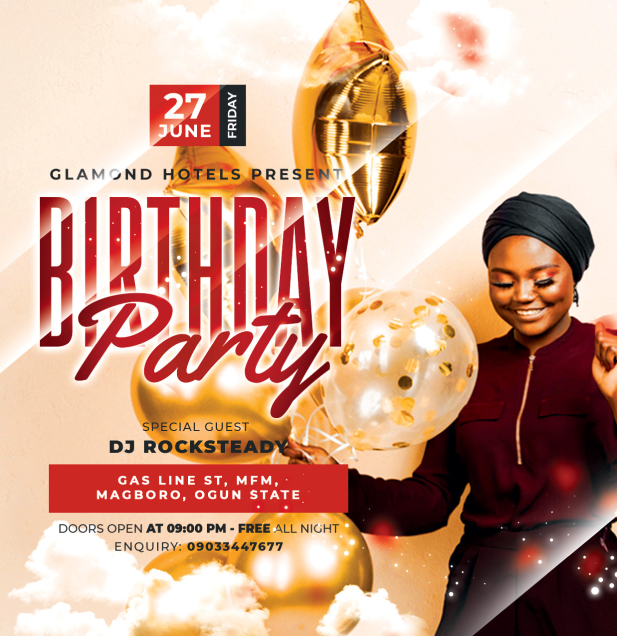 27
JUNE
FRIDAY
GLAMOND HOTELS PRESENT
BIRTHDAY
Party
SPECIAL GUEST
DJ ROCKSTEADY
GAS LINE ST, MFM,
MAGBORO, OGUN STATE
DOORS OPEN AT 09:00 PM - FREE ALL NIGHT
ENQUIRY: 09033447677